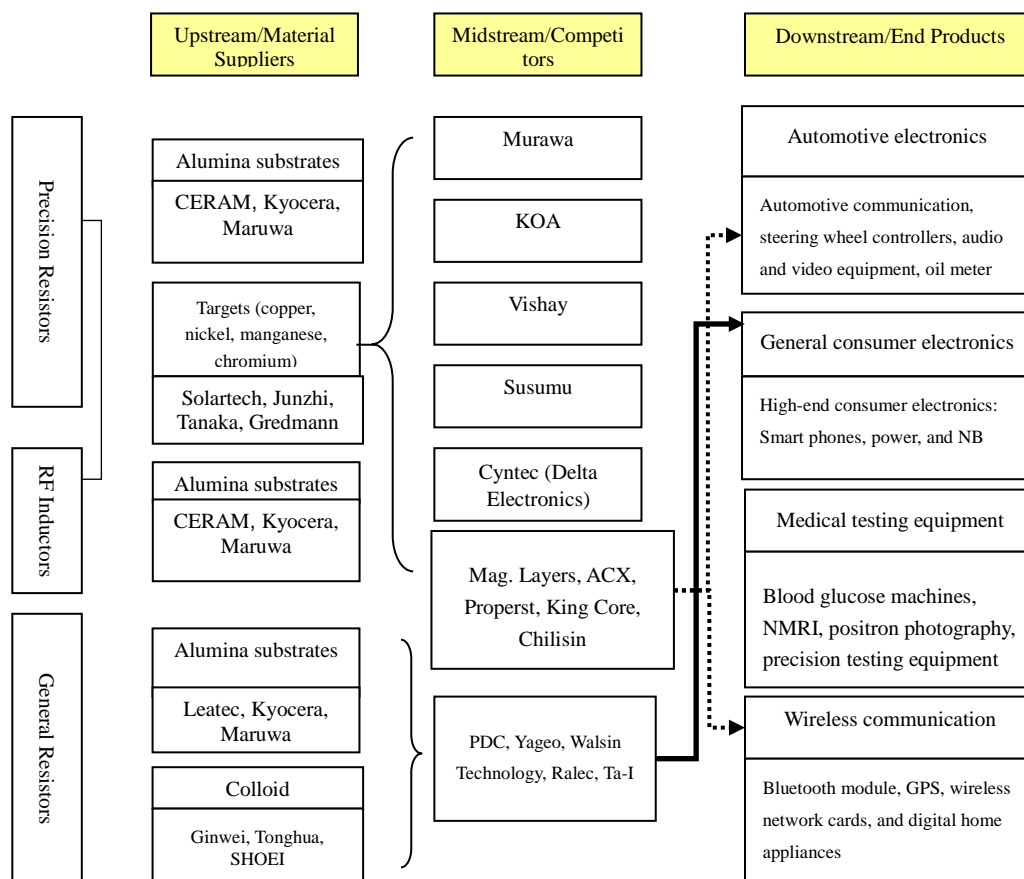 Upstream/Material
Suppliers
Midstream/Competi
tors
Downstream/End Products
Precision Resistors
RF Inductors
General Resistors
Alumina substrates
CERAM, Kyocera,
Maruwa
Targets (copper,
nickel, manganese,
chromium)
Solartech, Junzhi,
Tanaka, Gredmann
Alumina substrates
CERAM, Kyocera,
Maruwa
Alumina substrates
Leatec, Kyocera,
Maruwa
Colloid
Ginwei, Tonghua,
SHOEI
Murawa
KOA
Vishay
Susumu
Cyntec (Delta
Electronics)
Mag. Layers, ACX,
Properst, King Core,
Chilisin
PDC, Yageo, Walsin
Technology, Ralec, Ta-I
Automotive electronics
Automotive communication,
steering wheel controllers, audio
and video equipment, oil meter
General consumer electronics
High-end consumer electronics:
Smart phones, power, and NB
Medical testing equipment
Blood glucose machines,
NMRI, positron photography,
precision testing equipment
Wireless communication
Bluetooth module, GPS, wireless
network cards, and digital home
appliances